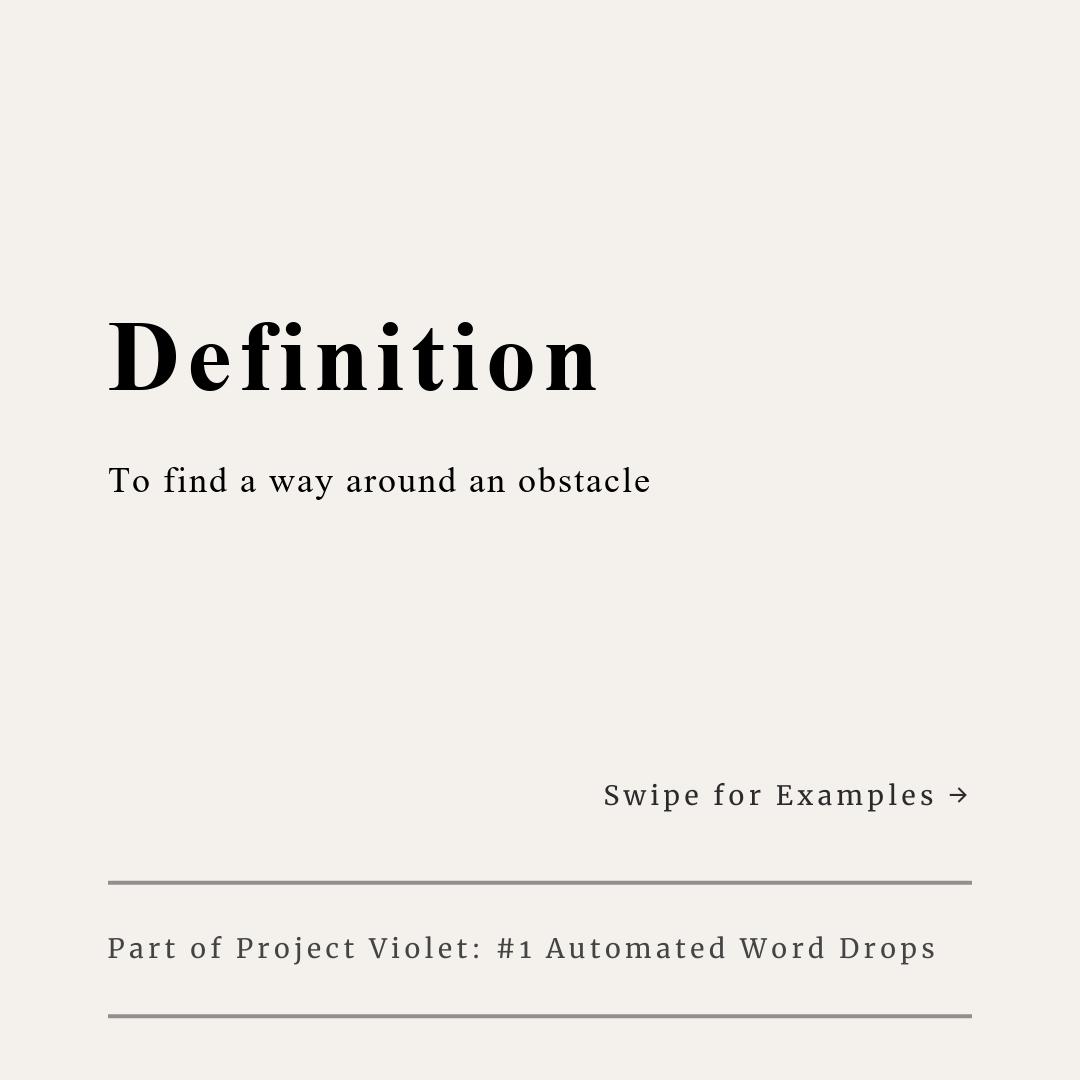 Definition
To find a way around an obstacle
Swipe for Examples →
Part of Project Violet: #1 Automated Word Drops